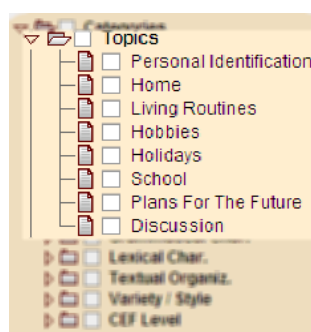 Categories
Topics
Personal Identification
Home
Living Routines
Hobbies
Holidays
School
Plans For The Future
Discussion
Lexical Char.
Textual Organiz.
Variety / Style
CEF Level